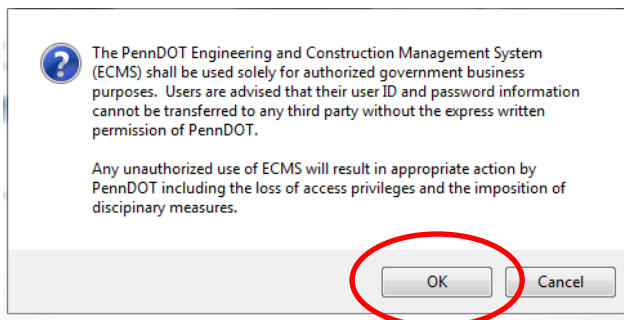 The PennDOT Engineering and Construction Management System
(ECMS) shall be used solely for authorized government business
purposes.  Users are advised that their user ID and password information
cannot be transferred to any third party without the express written
permission of PennDOT.
Any unauthorized use of ECMS will result in appropriate action by
PennDOT including the loss of access privileges and the imposition of
discipinary measures.
OK Cancel